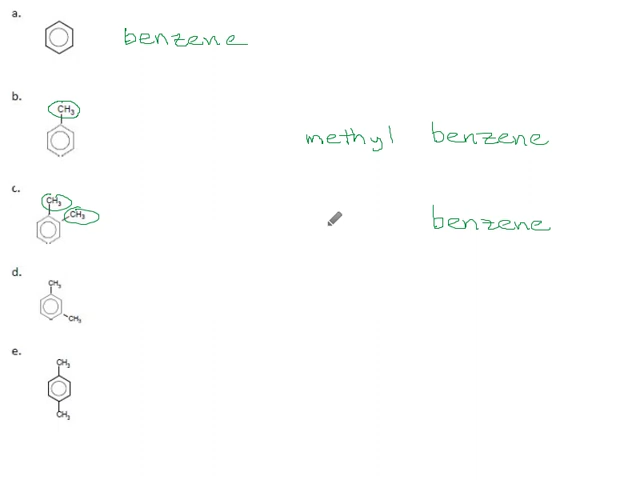 a.
benzene
b.
CH3
methyl benzene
c.
CH3
CH3
benzene
d.
CH3
CH3
e.
CH3
CH3